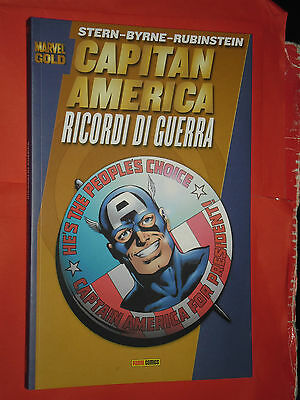 STERN-BYRNE-RUBINSTEIN
MARVEL
GOLD
CAPITAN
AMERICA
RICORDI DI GUERRA
HE'S THE PEOPLE'S CHOICE
CAPTAIN AMERICA FOR PRESIDENT!
PANINI COMICS